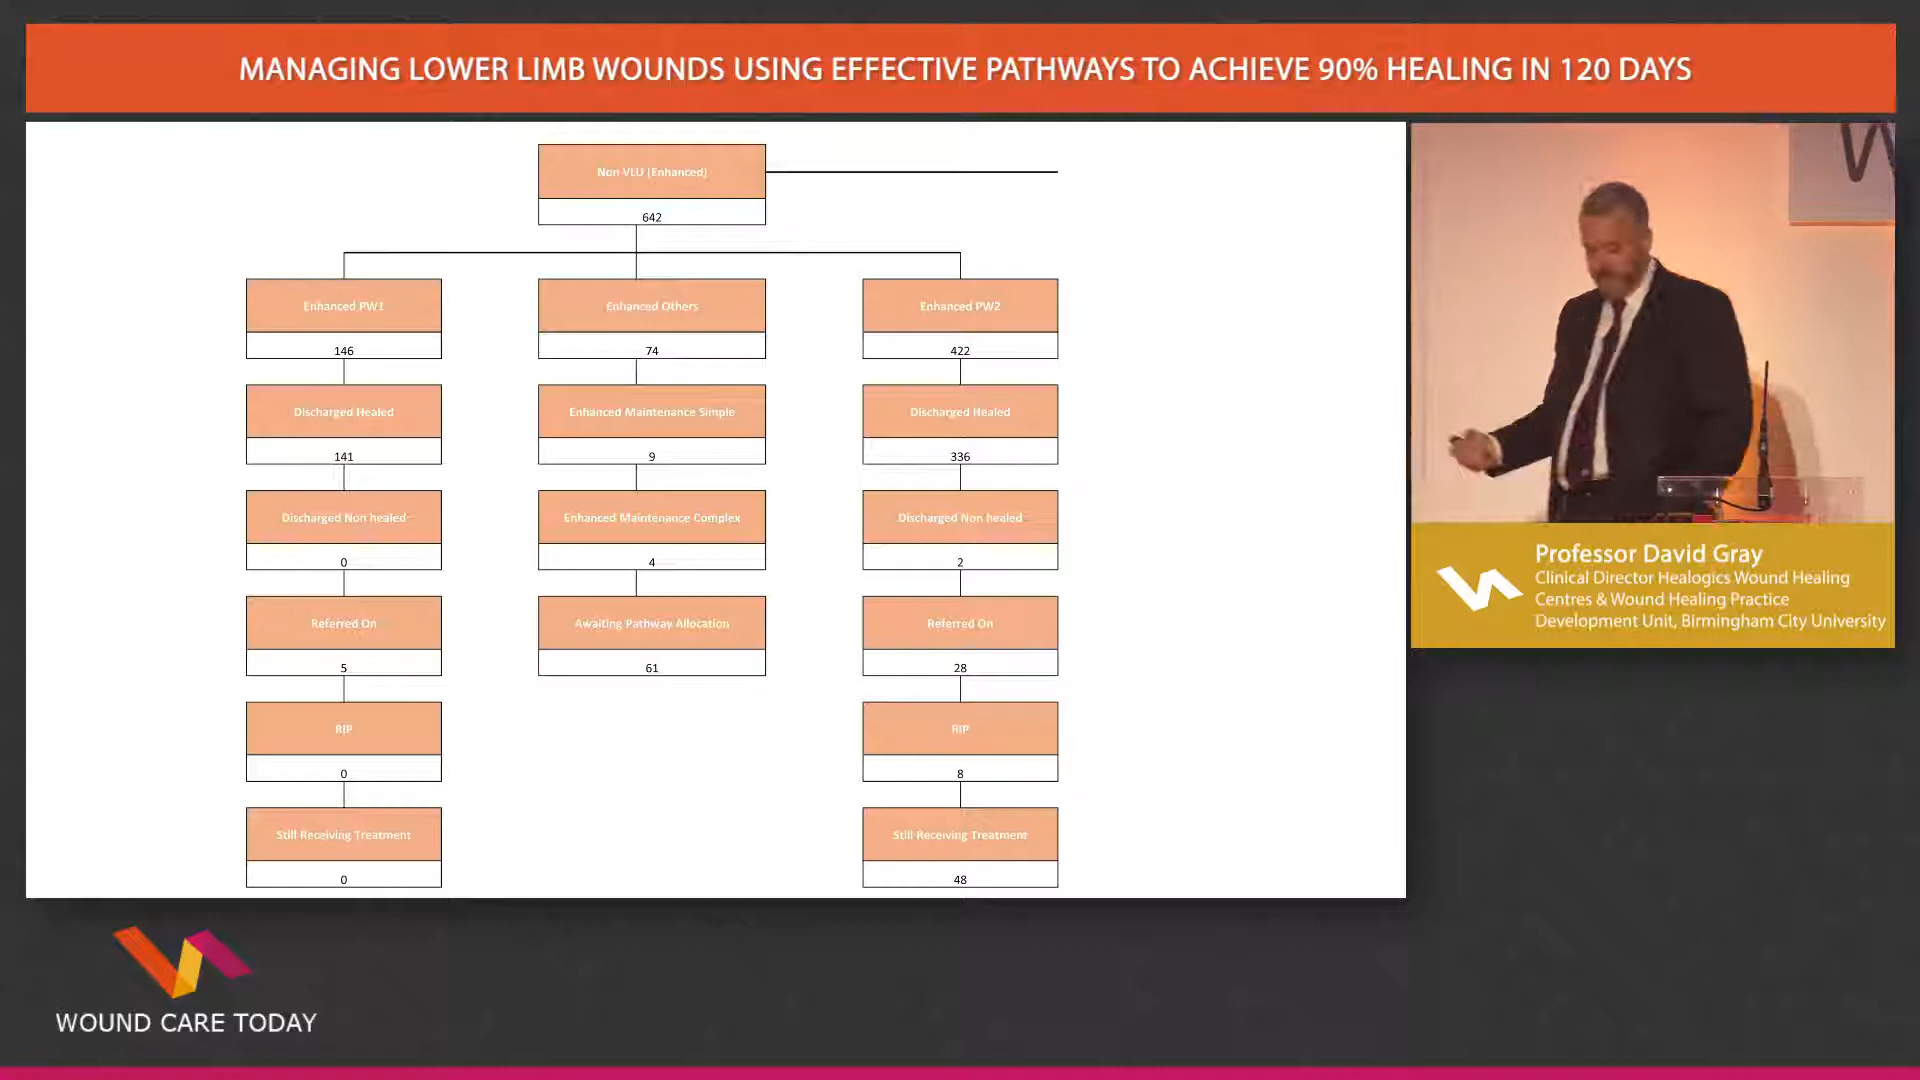 MANAGING LOWER LIMB WOUNDS USING EFFECTIVE PATHWAYS TO ACHIEVE 90% HEALING IN 120 DAYS
Non VLU (Enhanced)
642
Enhanced PW1
146
Discharged Healed
141
Discharged Non healed
0
Referred On
5
RIP
0
Still Receiving Treatment
0
Enhanced Others
74
Enhanced Maintenance Simple
9
Enhanced Maintenance Complex
4
Awaiting Pathway Allocation
61
Enhanced PW2
422
Discharged Healed
336
Discharged Non healed
2
Referred On
28
RIP
8
Still Receiving Treatment
48
Professor David Gray
Clinical Director Healogics Wound Healing
Centres & Wound Healing Practice
Development Unit, Birmingham City University
WOUND CARE TODAY